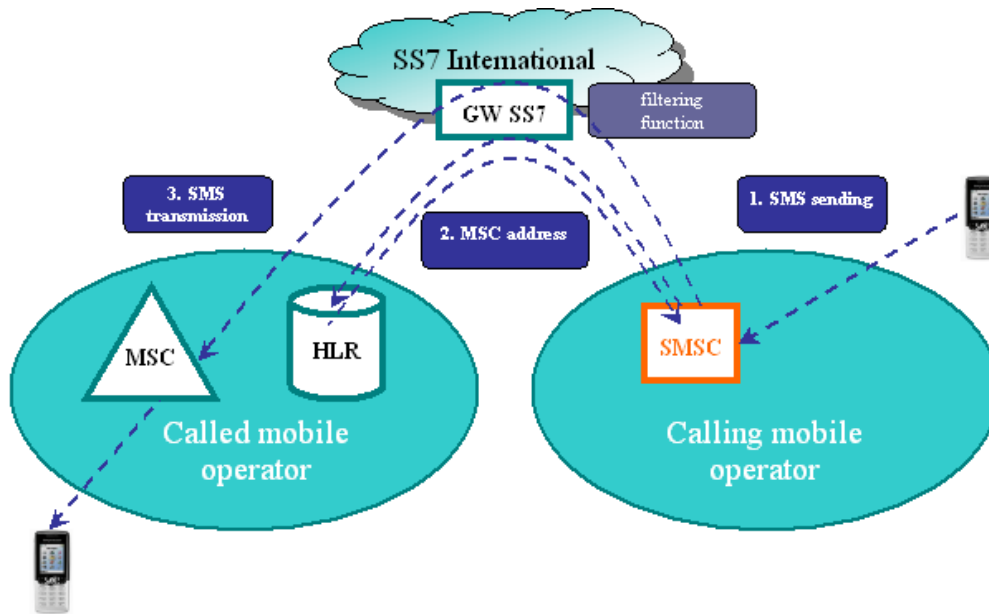 SS7 International
GW SS7
filtering
function
3. SMS
transmission
2. MSC address
1. SMS sending
MSC
HLR
SMSC
Called mobile
operator
Calling mobile
operator